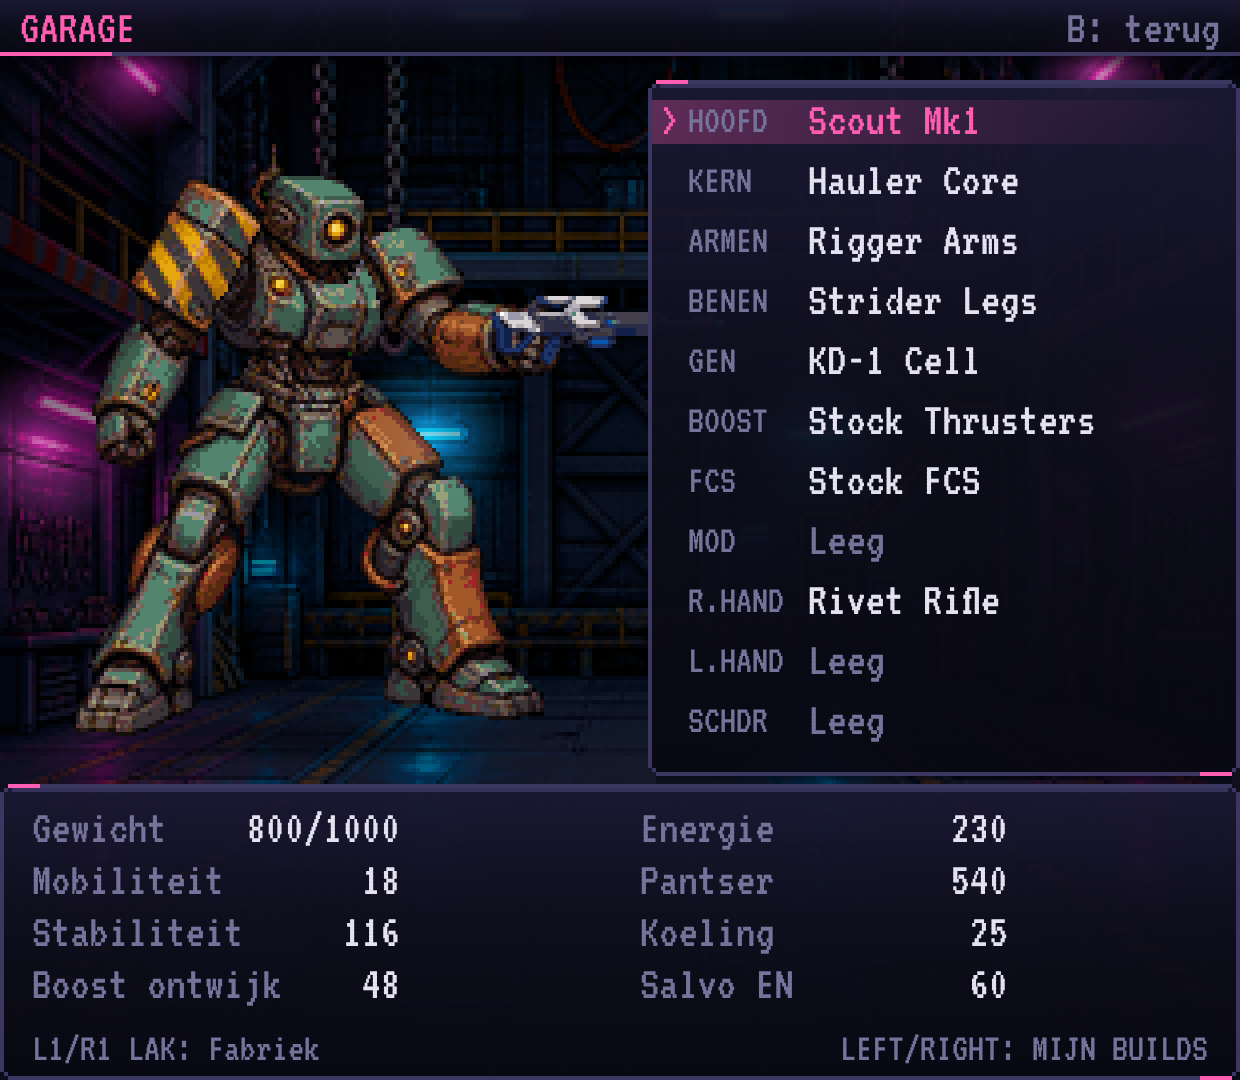 GARAGE
B: terug
HOOFD Scout Mk1
KERN Hauler Core
ARMEN Rigger Arms
BENEN Strider Legs
GEN KD-1 Cell
BOOST Stock Thrusters
FCS Stock FCS
MOD Leeg
R.HAND Rivet Rifle
L.HAND Leeg
SCHDR Leeg
Gewicht 800/1000 Energie 230
Mobiliteit 18 Pantser 540
Stabiliteit 116 Koeling 25
Boost ontwijk 48 Salvo EN 60
L1/R1 LAK: Fabriek LEFT/RIGHT: MIJN BUILDS